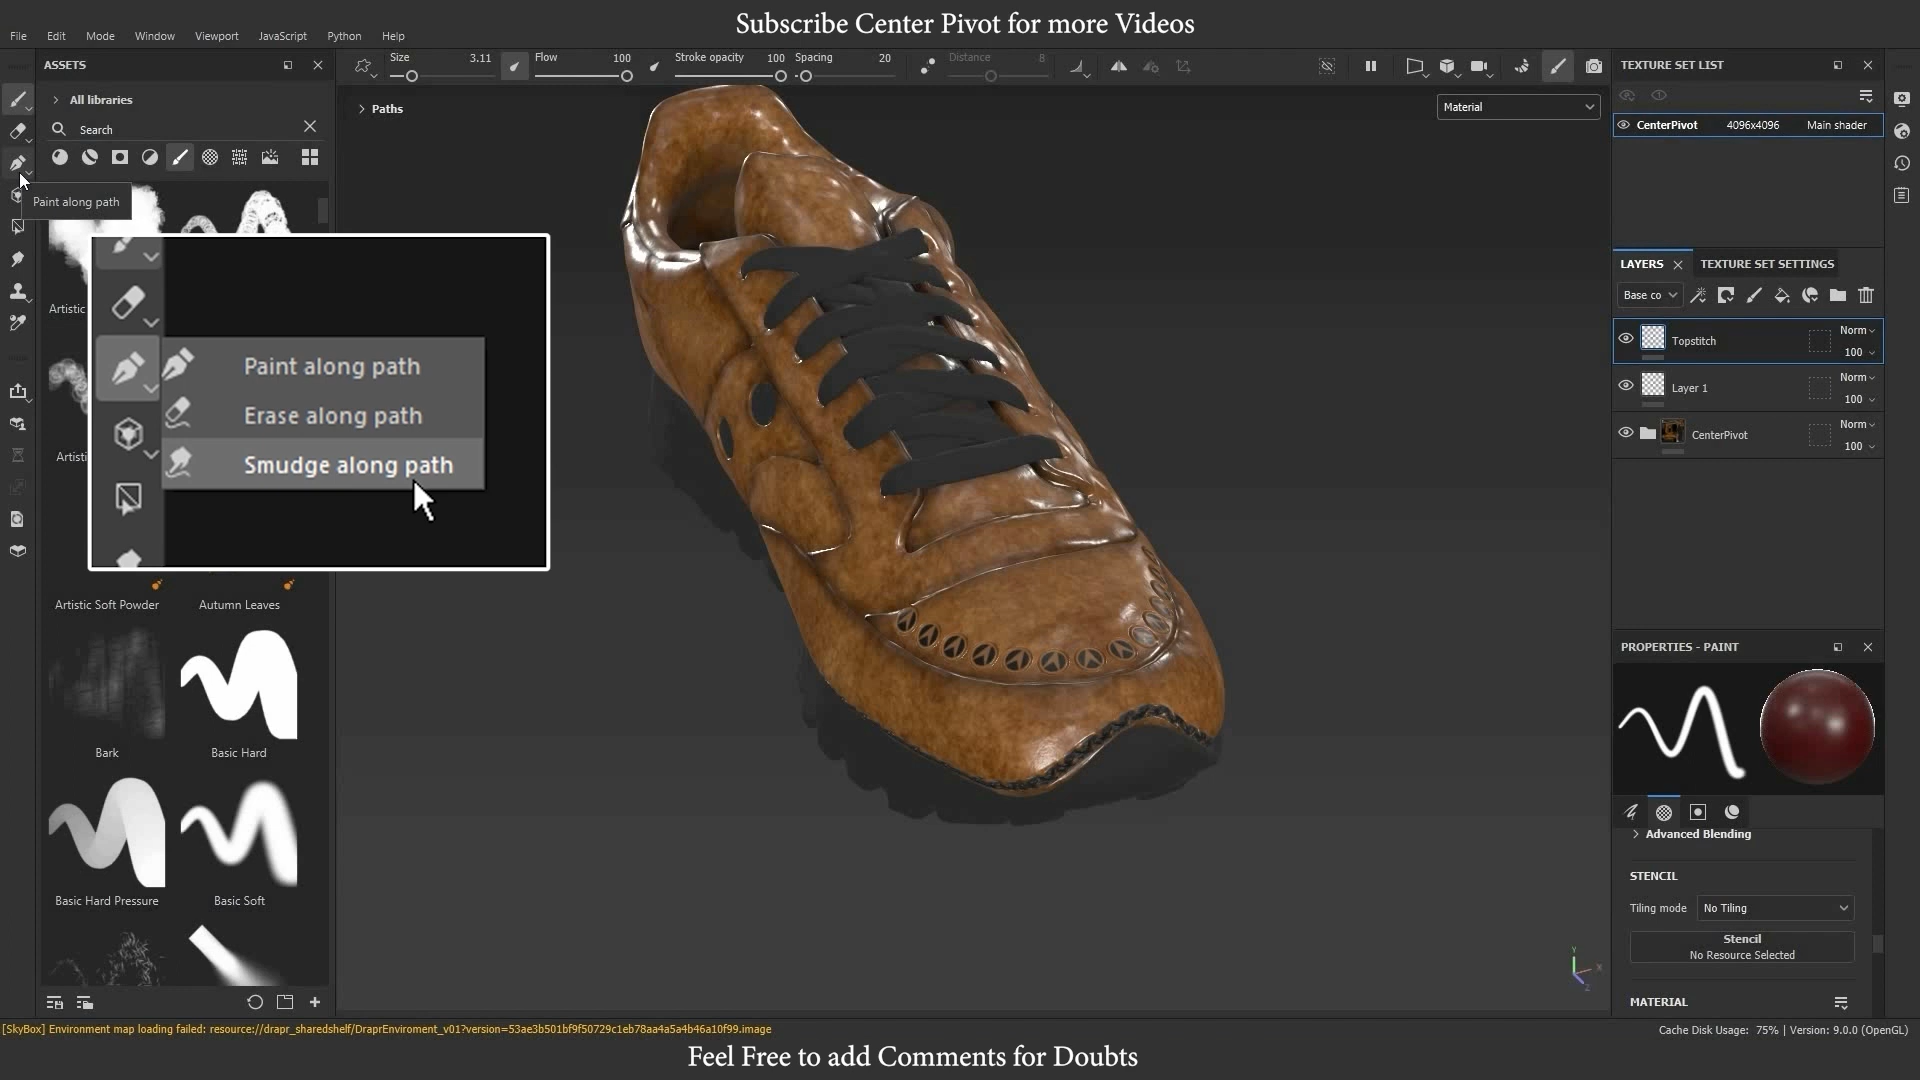 Subscribe Center Pivot for more Videos
File Edit Mode Window Viewport JavaScript Python Help
ASSETS
All libraries
Search
Paint along path
Artistic
Paint along path
Erase along path
Smudge along path
Artisti
Artistic Soft Powder
Autumn Leaves
Bark
Basic Hard
Basic Hard Pressure
Basic Soft
Size 3.11 Flow 100 Stroke opacity 100 Spacing 20 Distance 8
Paths
Material
TEXTURE SET LIST
CenterPivot 4096x4096 Main shader
LAYERS TEXTURE SET SETTINGS
Base co
Topstitch Norm 100
Layer 1 Norm 100
CenterPivot Norm 100
PROPERTIES - PAINT
Advanced Blending
STENCIL
Tiling mode No Tiling
Stencil
No Resource Selected
MATERIAL
Y
X
Z
[SkyBox] Environment map loading failed: resource://drapr_sharedshelf/DraprEnviroment_v01?version=53ae3b501bf9f50729c1eb78aa4a5a4b46a10f99.image
Cache Disk Usage: 75% | Version: 9.0.0 (OpenGL)
Feel Free to add Comments for Doubts